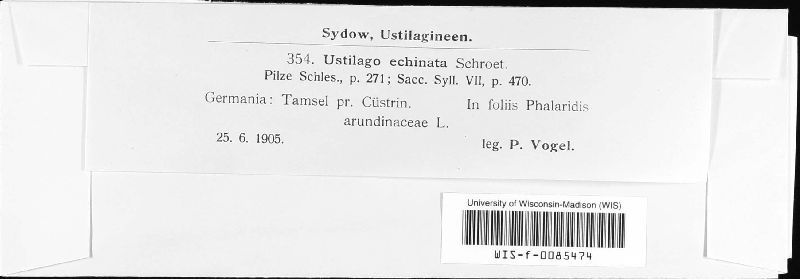 Sydow, Ustilagineen.
354. Ustilago echinata Schroet.
Pilze Schles., p. 271; Sacc. Syll. VII, p. 470.
Germania: Tamsel pr. Cüstrin. In foliis Phalaridis
arundinaceae L.
25. 6. 1905. leg. P. Vogel.
University of Wisconsin-Madison (WIS)
WIS-f-0085474